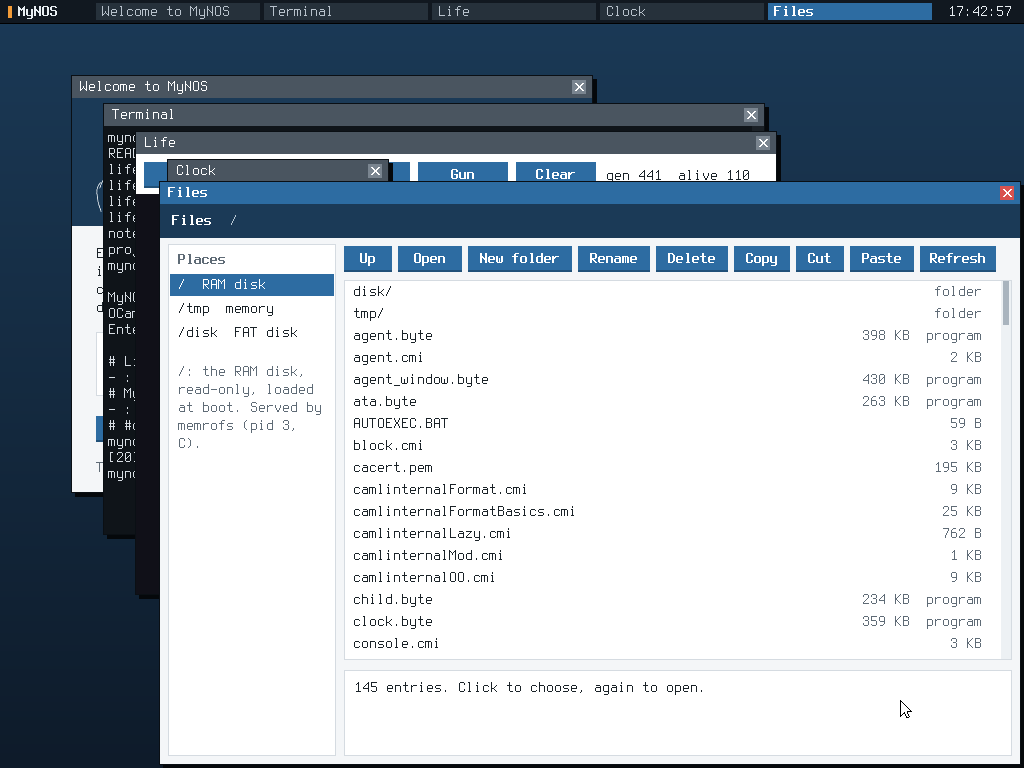 MyNOS Welcome to MyNOS Terminal Life Clock Files 17:42:57
Welcome to MyNOS
Terminal
Life
Clock
Gun Clear gen 441 alive 110
Files
Files /
Places
/ RAM disk
/tmp memory
/disk FAT disk
/: the RAM disk,
read-only, loaded
at boot. Served by
memrofs (pid 3,
C).
Up Open New folder Rename Delete Copy Cut Paste Refresh
disk/ folder
tmp/ folder
agent.byte 398 KB program
agent.cmi 2 KB
agent_window.byte 430 KB program
ata.byte 263 KB program
AUTOEXEC.BAT 59 B
block.cmi 3 KB
cacert.pem 195 KB
camlinternalFormat.cmi 9 KB
camlinternalFormatBasics.cmi 25 KB
camlinternalLazy.cmi 762 B
camlinternalMod.cmi 1 KB
camlinternalOO.cmi 9 KB
child.byte 234 KB program
clock.byte 359 KB program
console.cmi 3 KB
145 entries. Click to choose, again to open.